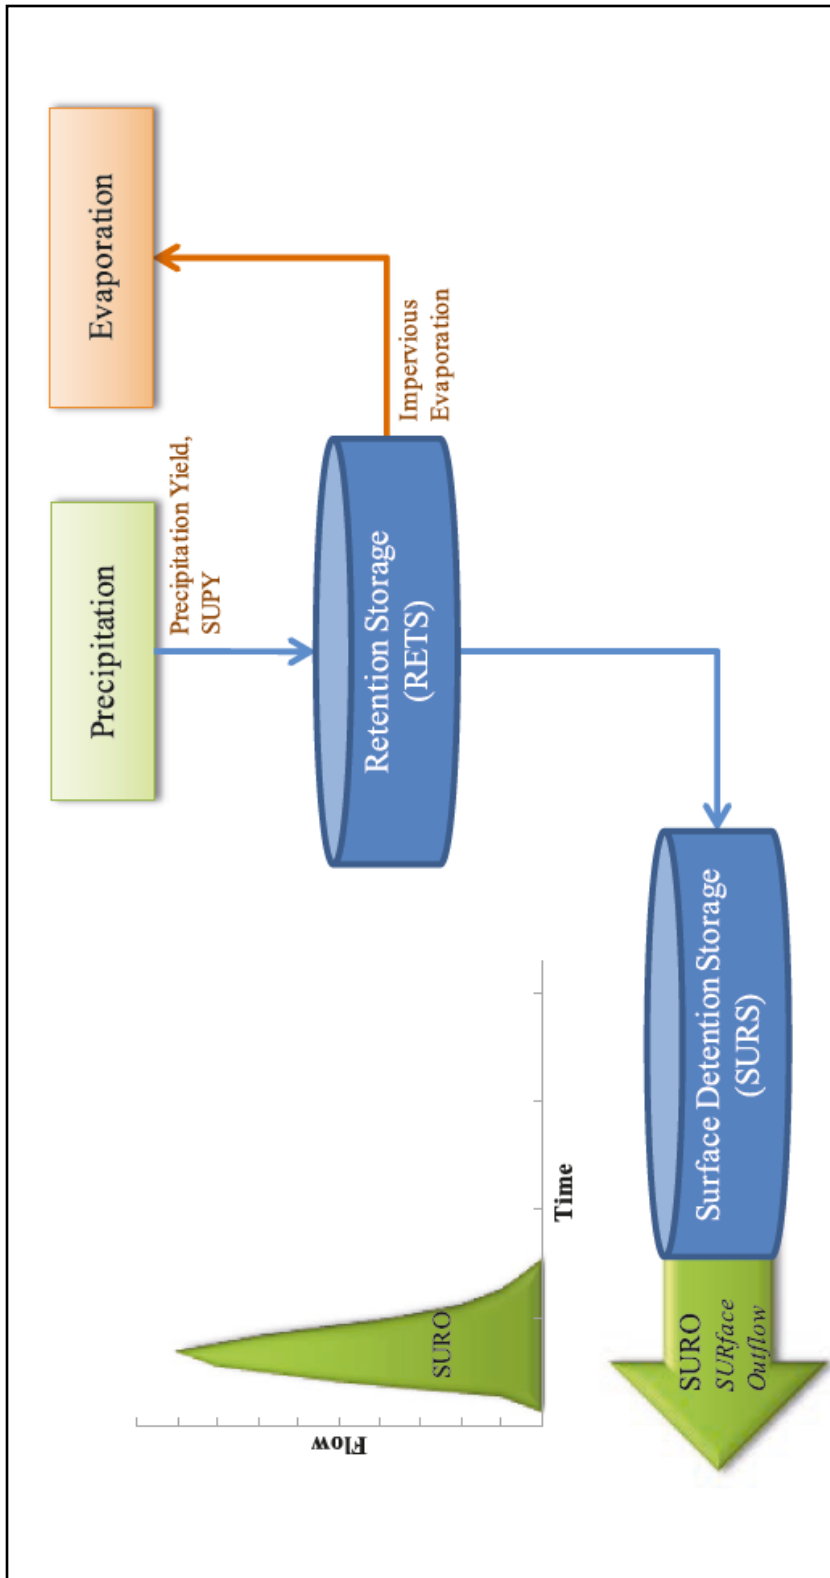 Precipitation
Evaporation
Precipitation Yield,
SUPY
Impervious
Evaporation
Retention Storage
(RETS)
Flow
SURO
Time
Surface Detention Storage
(SURS)
SURO
SURface
Outflow